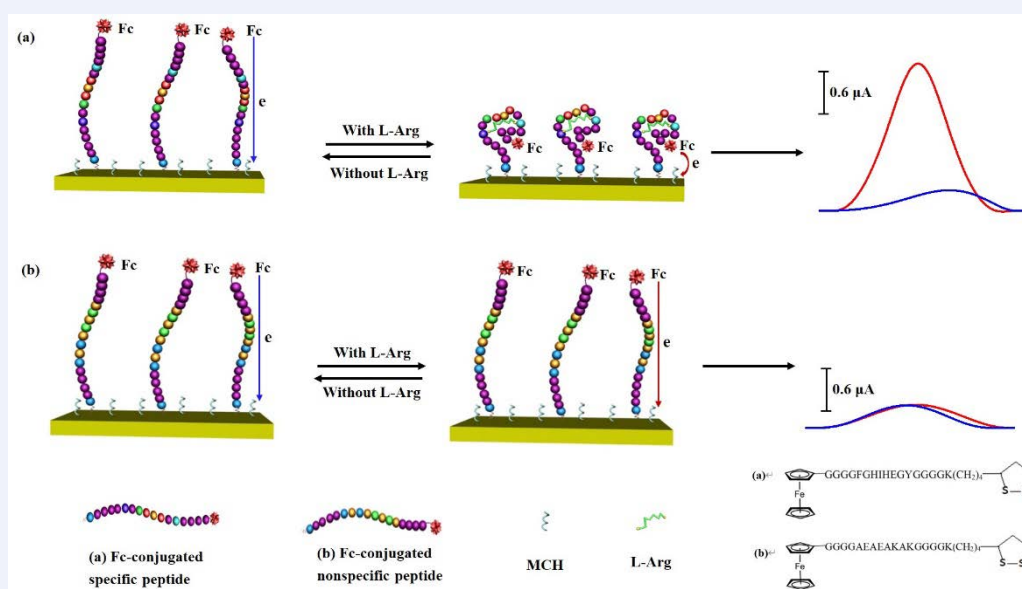 (a)
Fc
Fc
Fc
e
With L-Arg
Without L-Arg
Fc
Fc
Fc
e
0.6 μA
(b)
Fc
Fc
Fc
e
With L-Arg
Without L-Arg
Fc
Fc
Fc
e
0.6 μA
(a) Fc-conjugated
specific peptide
(b) Fc-conjugated
nonspecific peptide
MCH
L-Arg
(a)↵
Fe
GGGGFGHIHEGYGGGGK(CH2)4
S
(b)↵
Fe
GGGGAEAEAKAKGGGGK(CH2)4
S-S